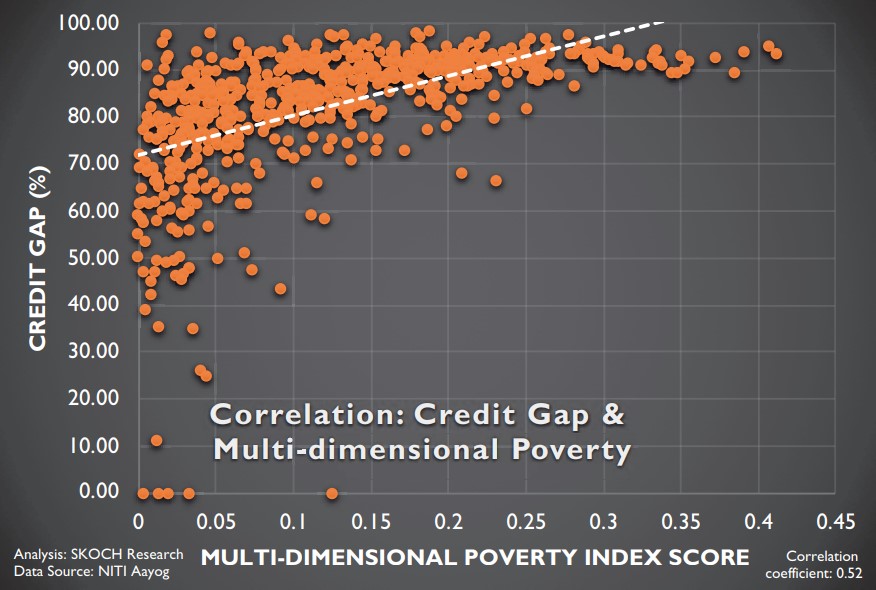 100.00
90.00
80.00
70.00
60.00
50.00
40.00
30.00
20.00
10.00
0.00
CREDIT GAP (%)
Correlation: Credit Gap &
Multi-dimensional Poverty
0 0.05 0.1 0.15 0.2 0.25 0.3 0.35 0.4 0.45
MULTI-DIMENSIONAL POVERTY INDEX SCORE
Analysis: SKOCH Research
Data Source: NITI Aayog
Correlation
coefficient: 0.52